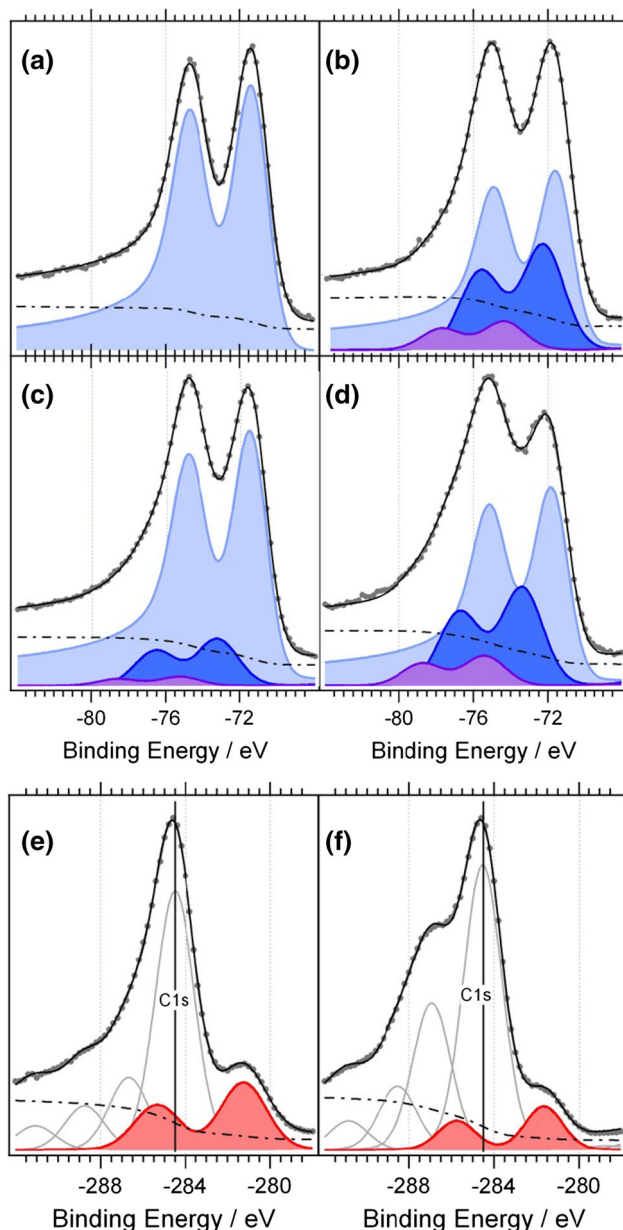 (a) (b)
(c) (d)
-80 -76 -72 -80 -76 -72
Binding Energy / eV Binding Energy / eV
(e) (f)
C1s C1s
-288 -284 -280 -288 -284 -280
Binding Energy / eV Binding Energy / eV